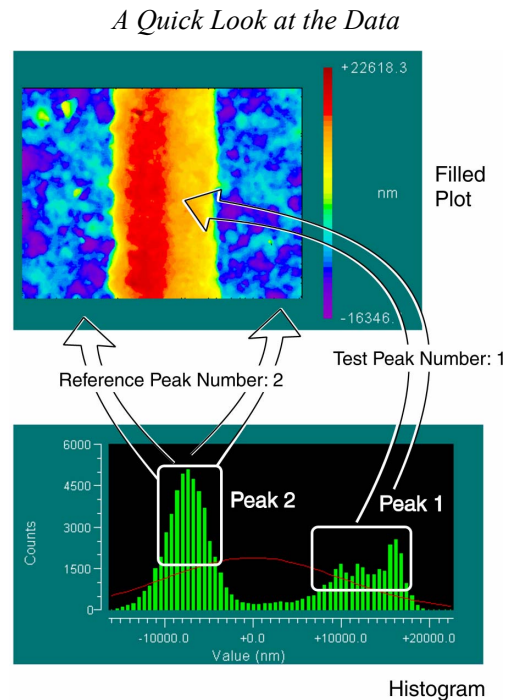 A Quick Look at the Data
+22618.3
nm
-16346.
Filled
Plot
Test Peak Number: 1
Reference Peak Number: 2
6000
4500
3000
1500
0
Counts
Peak 2
Peak 1
-10000.0
+0.0
+10000.0
+20000.0
Value (nm)
Histogram